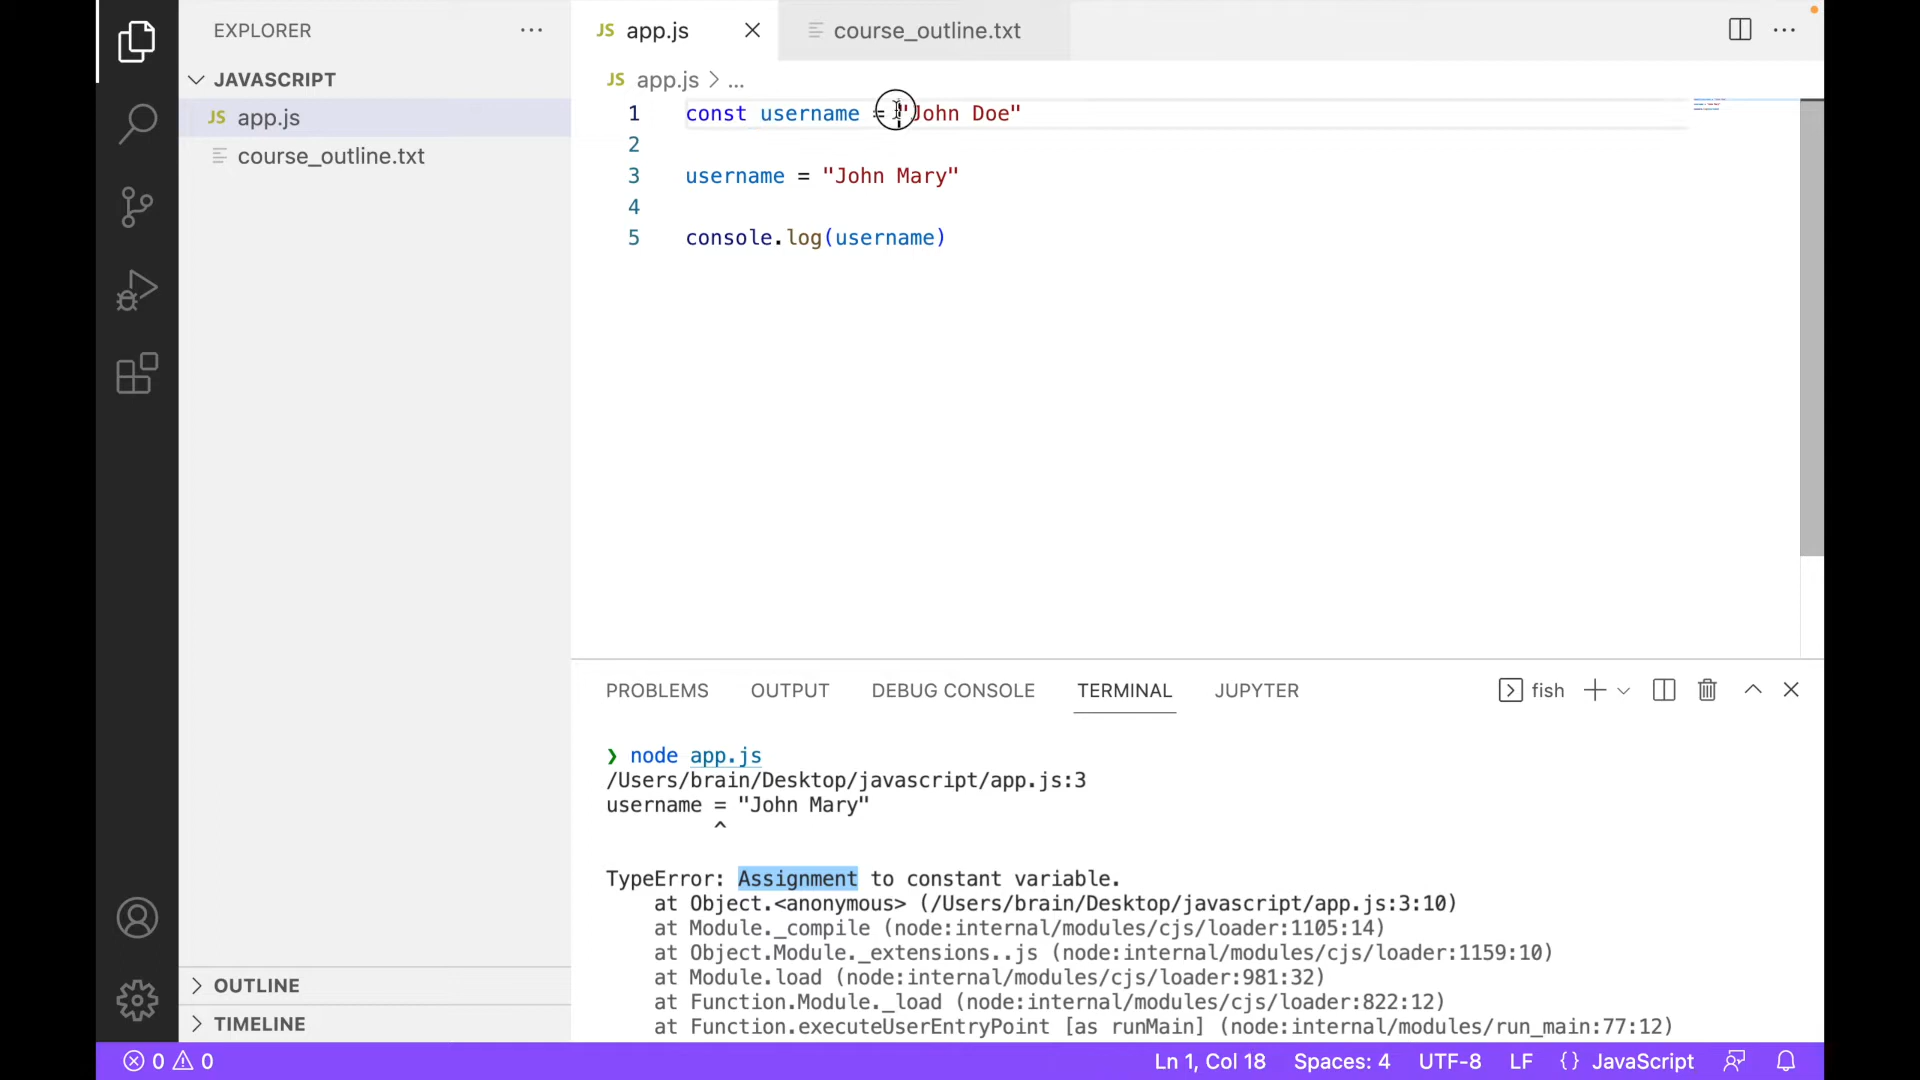 EXPLORER
JAVASCRIPT
JS app.js
course_outline.txt
OUTLINE
TIMELINE
JS app.js
course_outline.txt
JS app.js > ...
1 const username = "John Doe"
2
3 username = "John Mary"
4
5 console.log(username)
PROBLEMS OUTPUT DEBUG CONSOLE TERMINAL JUPYTER
fish
❯ node app.js
/Users/brain/Desktop/javascript/app.js:3
username = "John Mary"
^
TypeError: Assignment to constant variable.
at Object.<anonymous> (/Users/brain/Desktop/javascript/app.js:3:10)
at Module._compile (node:internal/modules/cjs/loader:1105:14)
at Object.Module._extensions..js (node:internal/modules/cjs/loader:1159:10)
at Module.load (node:internal/modules/cjs/loader:981:32)
at Function.Module._load (node:internal/modules/cjs/loader:822:12)
at Function.executeUserEntryPoint [as runMain] (node:internal/modules/run_main:77:12)
0 0 Ln 1, Col 18 Spaces: 4 UTF-8 LF {} JavaScript